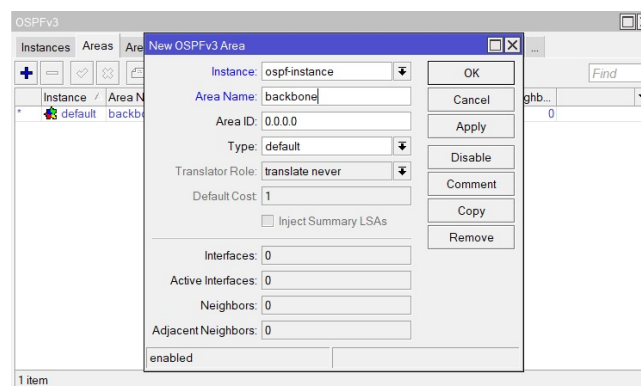 OSPFv3
Instances Areas Are ...
New OSPFv3 Area
Find
Instance Area N ghb...
* default backbo 0
Instance: ospf-instance
Area Name: backbone
Area ID: 0.0.0.0
Type: default
Translator Role: translate never
Default Cost: 1
Inject Summary LSAs
Interfaces: 0
Active Interfaces: 0
Neighbors: 0
Adjacent Neighbors: 0
enabled
OK
Cancel
Apply
Disable
Comment
Copy
Remove
1 item